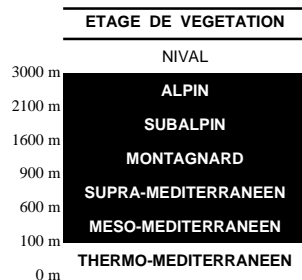 ETAGE DE VEGETATION
NIVAL
3000 m
ALPIN
2100 m
SUBALPIN
1600 m
MONTAGNARD
900 m
SUPRA-MEDITERRANEEN
600 m
MESO-MEDITERRANEEN
100 m
THERMO-MEDITERRANEEN
0 m